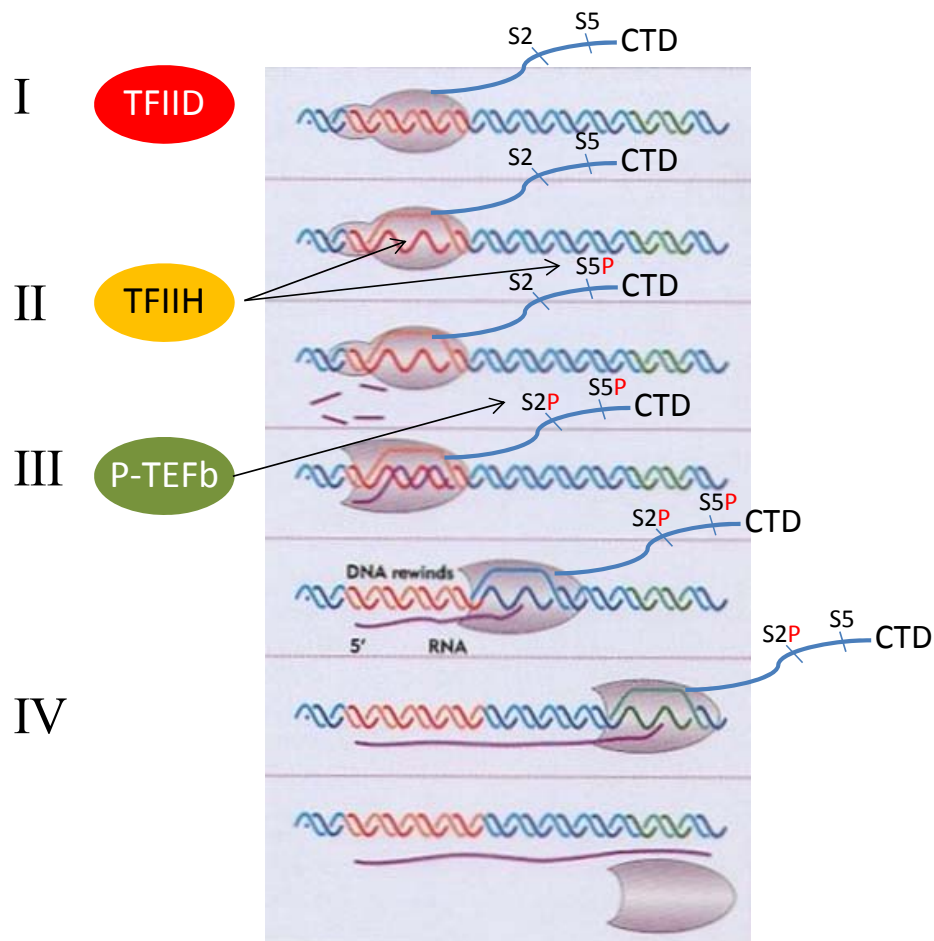 S2 S5 CTD
I TFIID
S2 S5 CTD
II TFIIH
S2 S5P CTD
S2P S5P CTD
III P-TEFb
S2P S5P CTD
DNA rewinds
5' RNA
S2P S5 CTD
IV